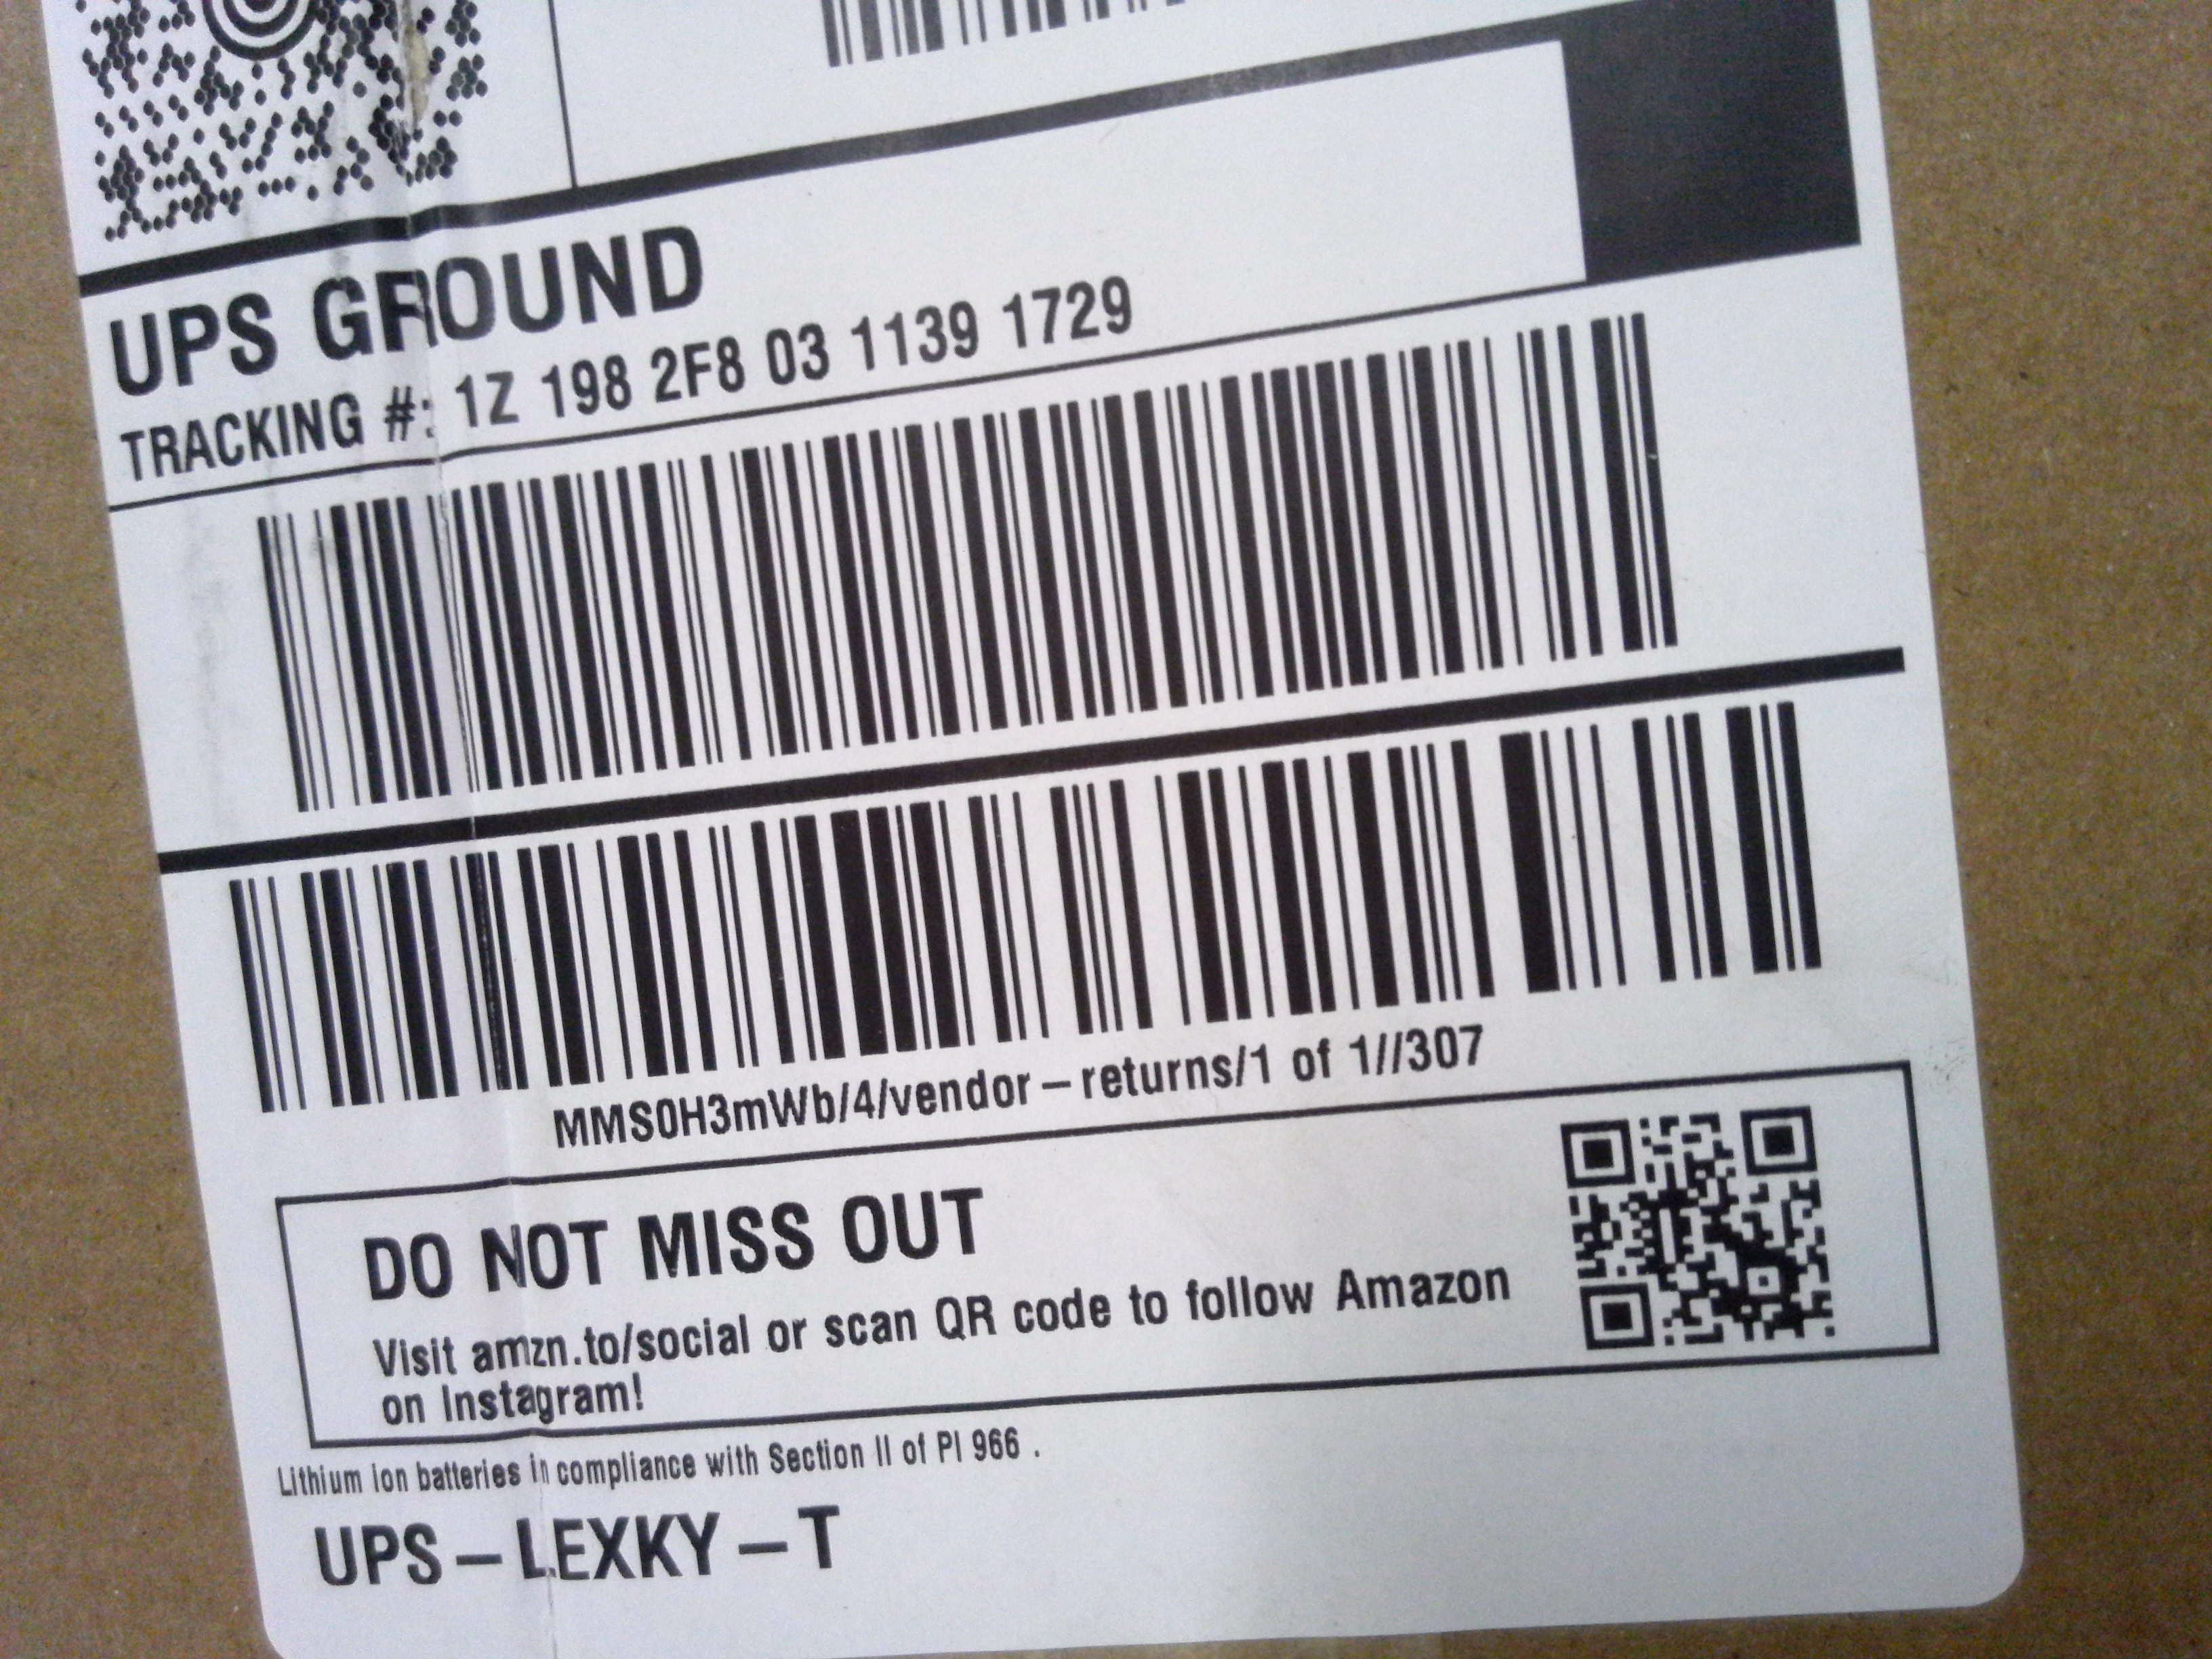 UPS GROUND
TRACKING #: 1Z 198 2F8 03 1139 1729
MMS0H3mWb/4/vendor-returns/1 of 1//307
DO NOT MISS OUT
Visit amzn.to/social or scan QR code to follow Amazon
on Instagram!
Lithium ion batteries in compliance with Section II of PI 966 .
UPS-LEXKY-T